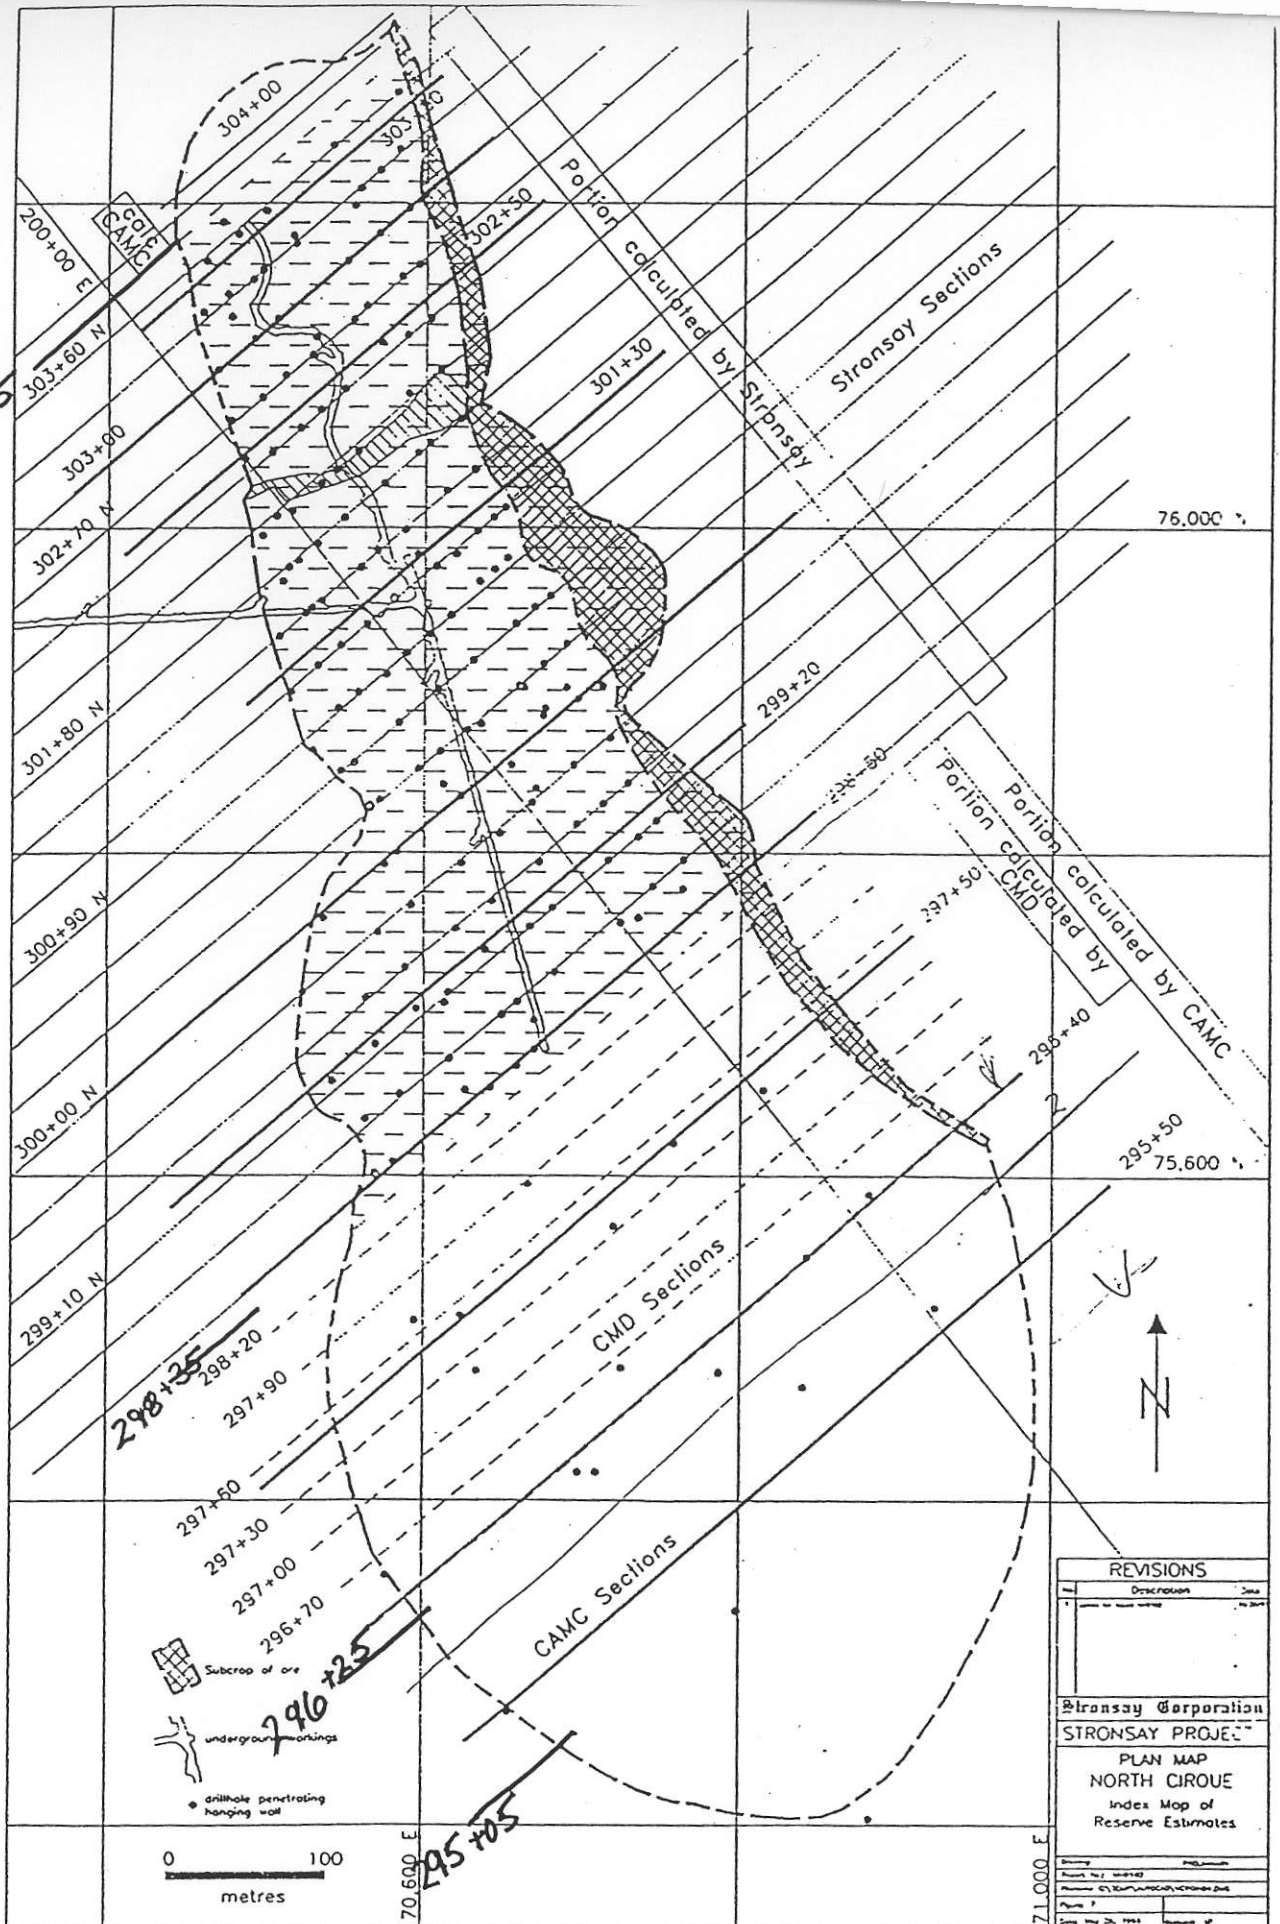 304+00
303+60 N
302+50
200+00 E
calc
CAMC
303+00
302+70 N
301+30
Portion calculated by Stronsay
Stronsay Sections
76,000
301+80 N
299+20
300+90 N
297+50
Portion calculated by
CMD
Portion calculated by CAMC
296+40
300+00 N
295+50
75,600
299+10 N
298+35
298+20
297+90
CMD Sections
N
297+60
297+30
297+00
296+70
296+25
CAMC Sections
295+05
Subcrop of ore
underground workings
drillhole penetrating
hanging wall
0 100
metres
70,600 E
71,000 E
REVISIONS
Description
Stronsay Corporation
STRONSAY PROJECT
PLAN MAP
NORTH CIRQUE
Index Map of
Reserve Estimates